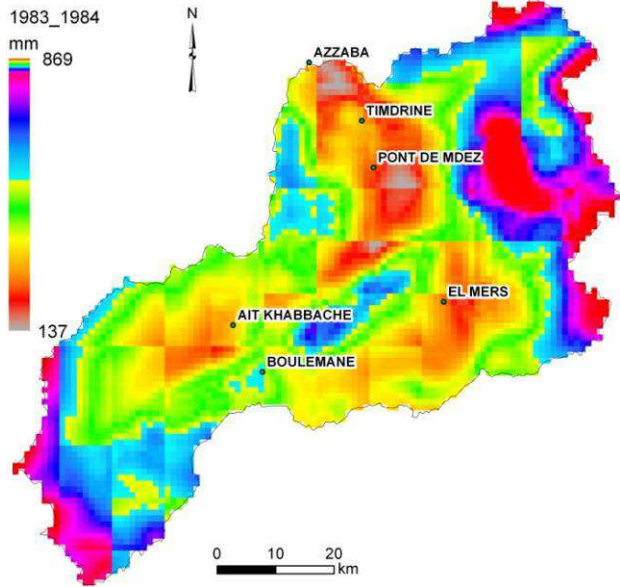 1983_1984
mm
869
137
N
AZZABA
TIMDRINE
PONT DE MDEZ
EL MERS
AIT KHABBACHE
BOULEMANE
0 10 20
km